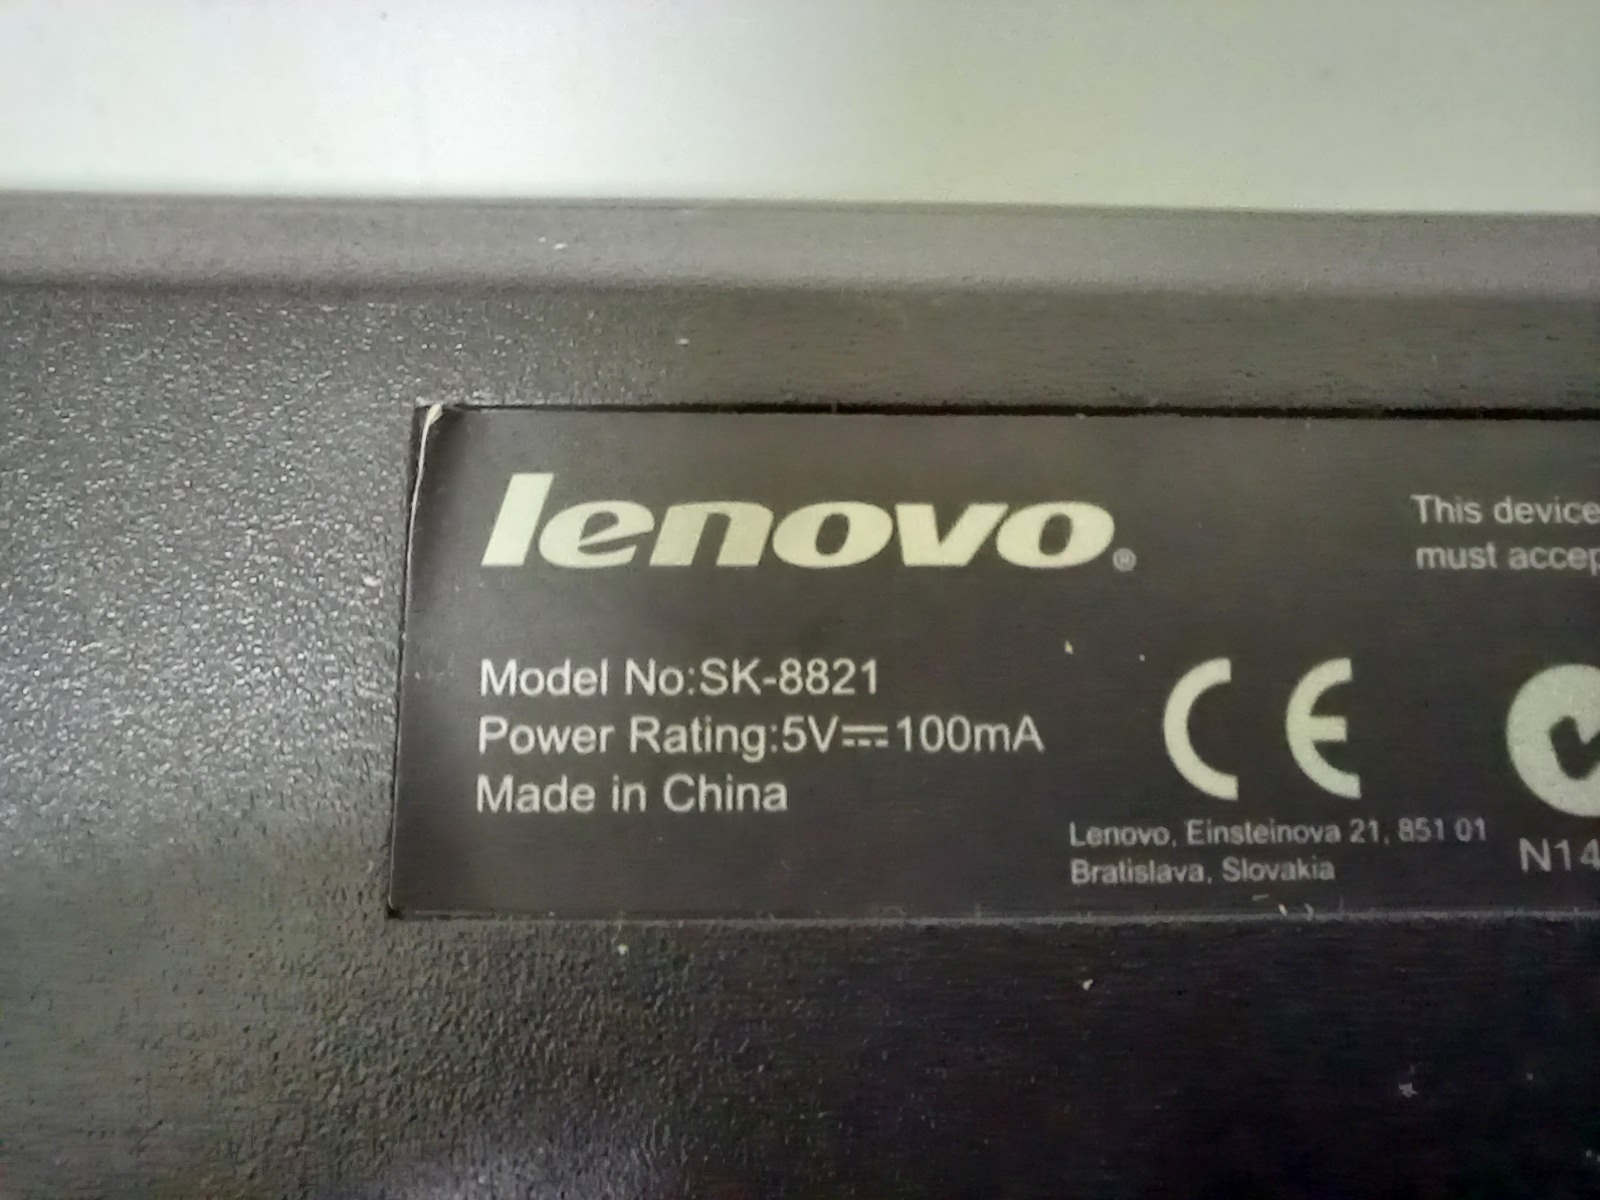 lenovo®
This device
must accep
Model No:SK-8821
Power Rating:5V⎓100mA
Made in China
CE
Lenovo, Einsteinova 21, 851 01
Bratislava, Slovakia
N14